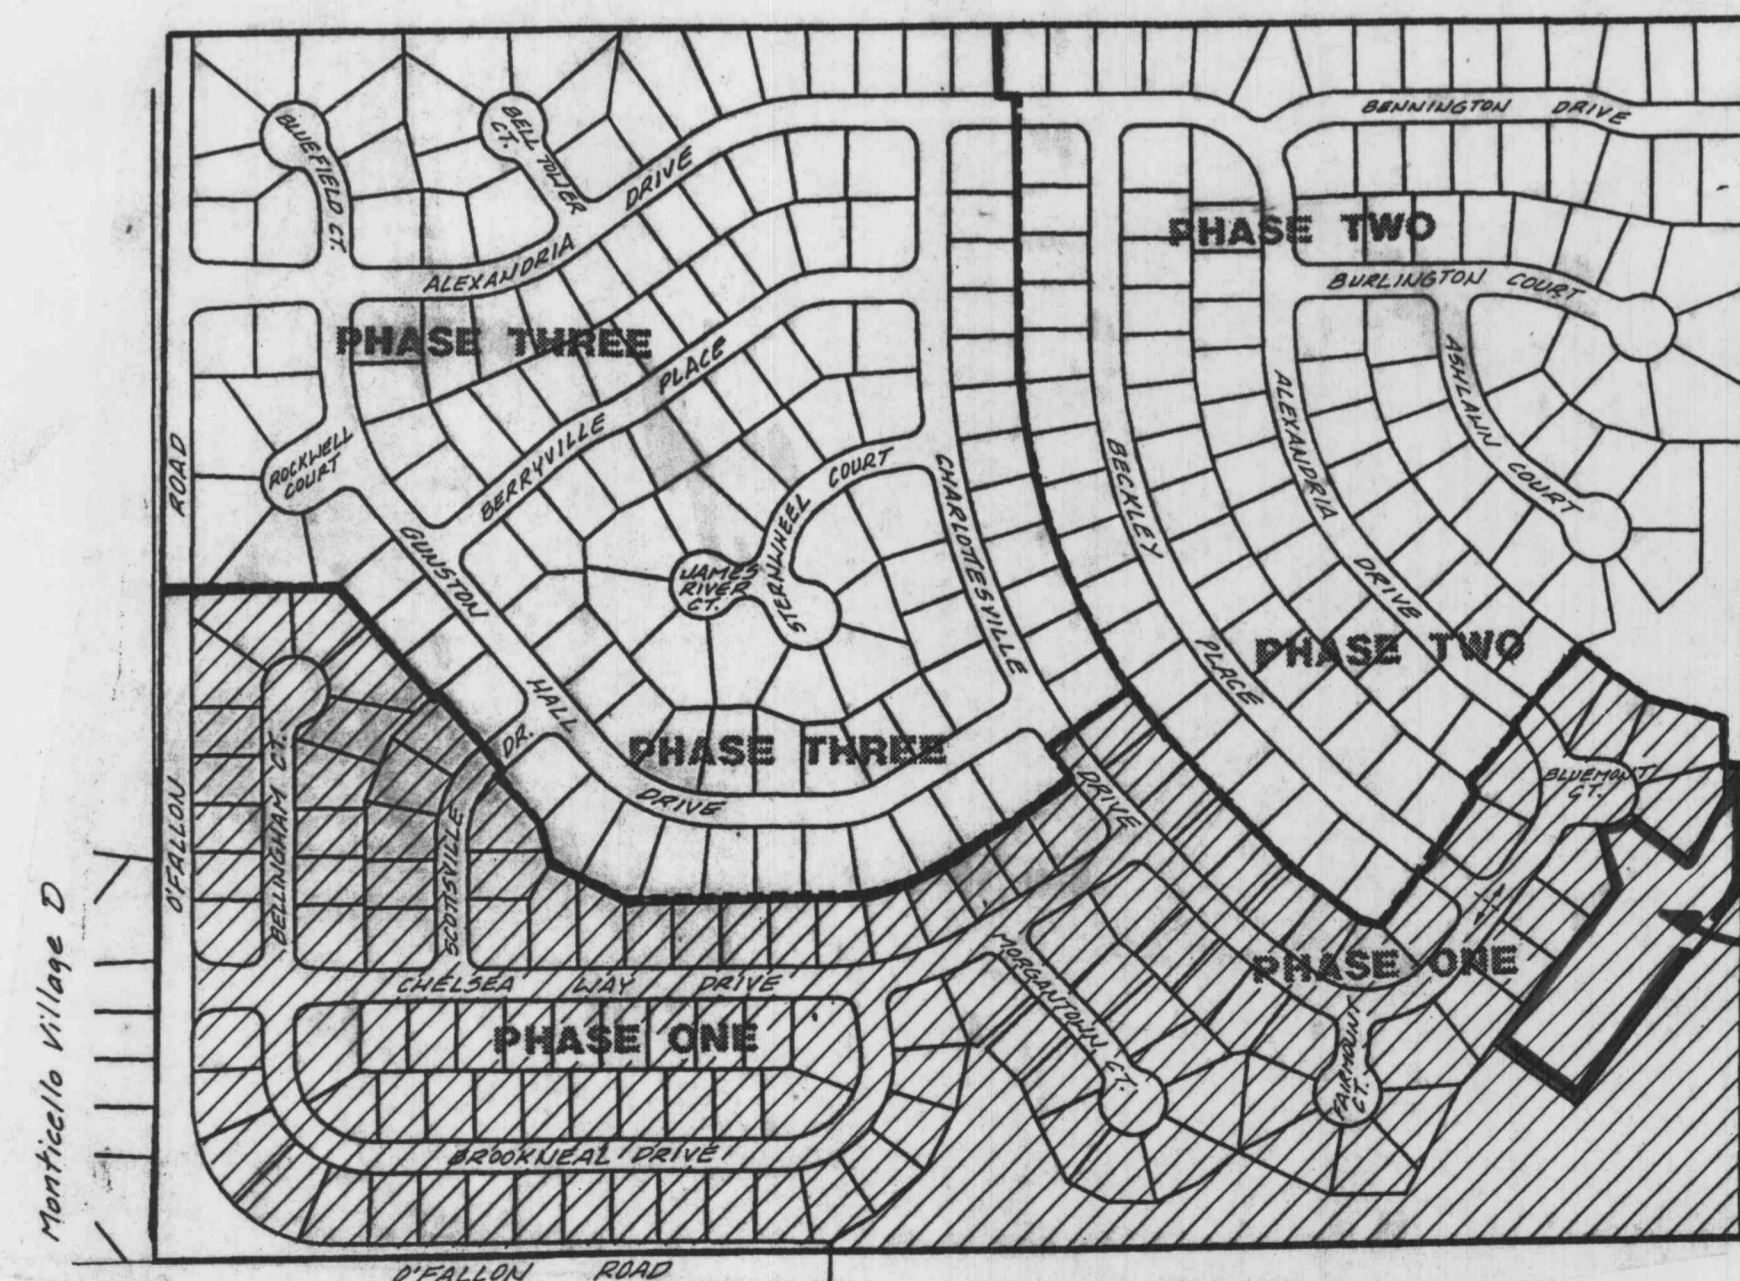 BENNINGTON DRIVE
BLUEFIELD CT.
BELL TOWER
CT.
ALEXANDRIA DRIVE
PHASE TWO
BURLINGTON COURT
PHASE THREE
BERRYVILLE PLACE
ASHLAWN COURT
ROCKWELL
COURT
GUNSTON HALL DRIVE
JAMES
RIVER
CT.
STERNWHEEL COURT
CHARLOTTESVILLE DRIVE
BECKLEY PLACE
ALEXANDRIA DRIVE
PHASE TWO
O'FALLON ROAD
PHASE THREE
BELLINGHAM CT.
SCOTTSVILLE DR.
BLUEMONT
CT.
CHELSEA WAY DRIVE
MORGANTOWN CT.
PHASE ONE
PHASE ONE
FAIRMOUNT
CT.
BROOKNEAL DRIVE
Monticello Village D
O'FALLON ROAD